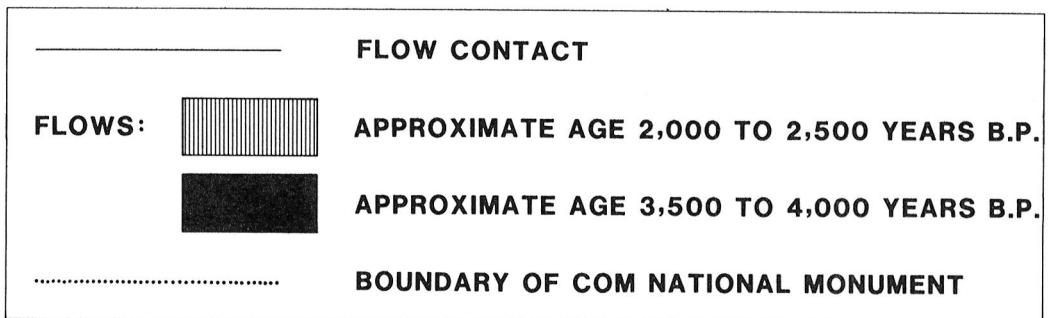 FLOW CONTACT
FLOWS: APPROXIMATE AGE 2,000 TO 2,500 YEARS B.P.
APPROXIMATE AGE 3,500 TO 4,000 YEARS B.P.
BOUNDARY OF COM NATIONAL MONUMENT